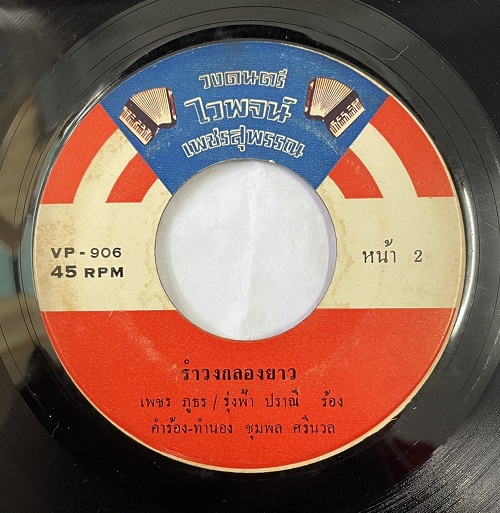 วงดนตรี
ไวพจน์
เพชรสุพรรณ
VP - 906
45 RPM
หน้า 2
รำวงกลองยาว
เพชร ภูธร / รุ่งฟ้า ปราณี ร้อง
คำร้อง-ทำนอง ชุมพล ศรีนวล